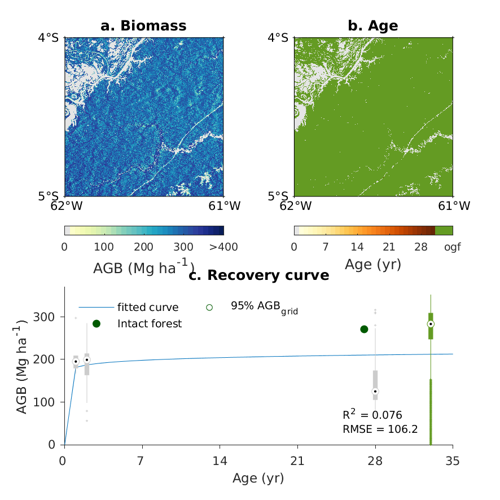 a. Biomass
b. Age
4°S
5°S
62°W
61°W
4°S
5°S
62°W
61°W
0 100 200 300 >400
AGB (Mg ha⁻¹)
0 7 14 21 28 ogf
Age (yr)
c. Recovery curve
AGB (Mg ha⁻¹)
300
200
100
0
fitted curve
95% AGB_grid
Intact forest
R² = 0.076
RMSE = 106.2
0 7 14 21 28 35
Age (yr)